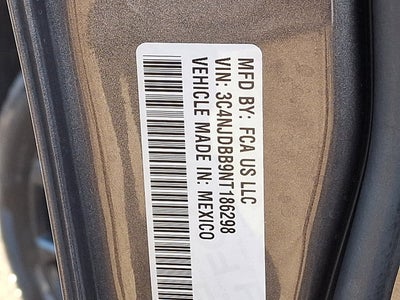 MFD BY: FCA US LLC
VIN: 3C4NJDBB9NT186298
VEHICLE MADE IN: MEXICO